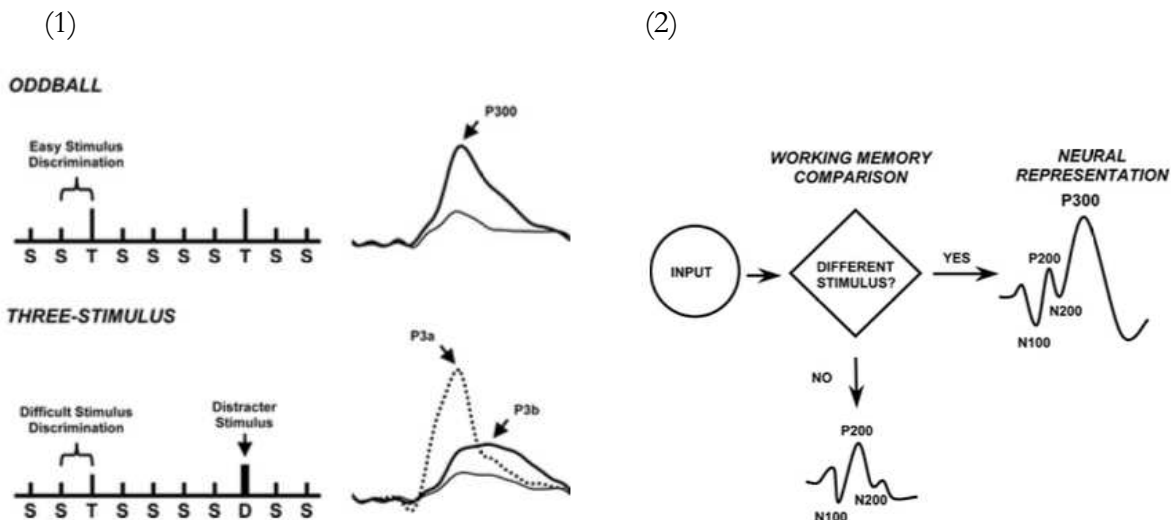 (1)
ODDBALL
Easy Stimulus
Discrimination
S S T S S S S T S S
P300
THREE-STIMULUS
Difficult Stimulus
Discrimination
Distracter
Stimulus
S S T S S S S D S S
P3a
P3b
(2)
WORKING MEMORY
COMPARISON
NEURAL
REPRESENTATION
INPUT
DIFFERENT
STIMULUS?
YES
P300
P200
N200
N100
NO
P200
N200
N100